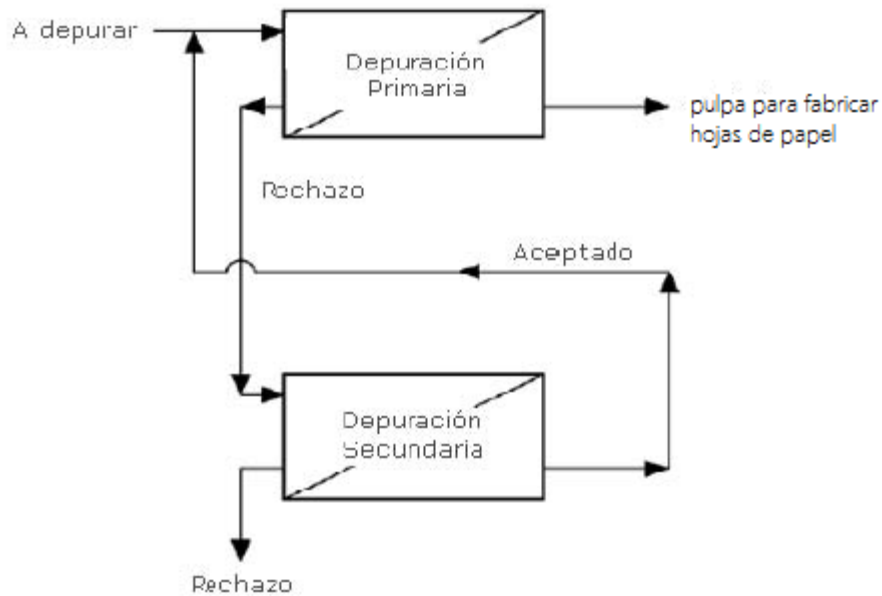 A depurar
Depuración
Primaria
pulpa para fabricar
hojas de papel
Rechazo
Aceptado
Depuración
Secundaria
Rechazo